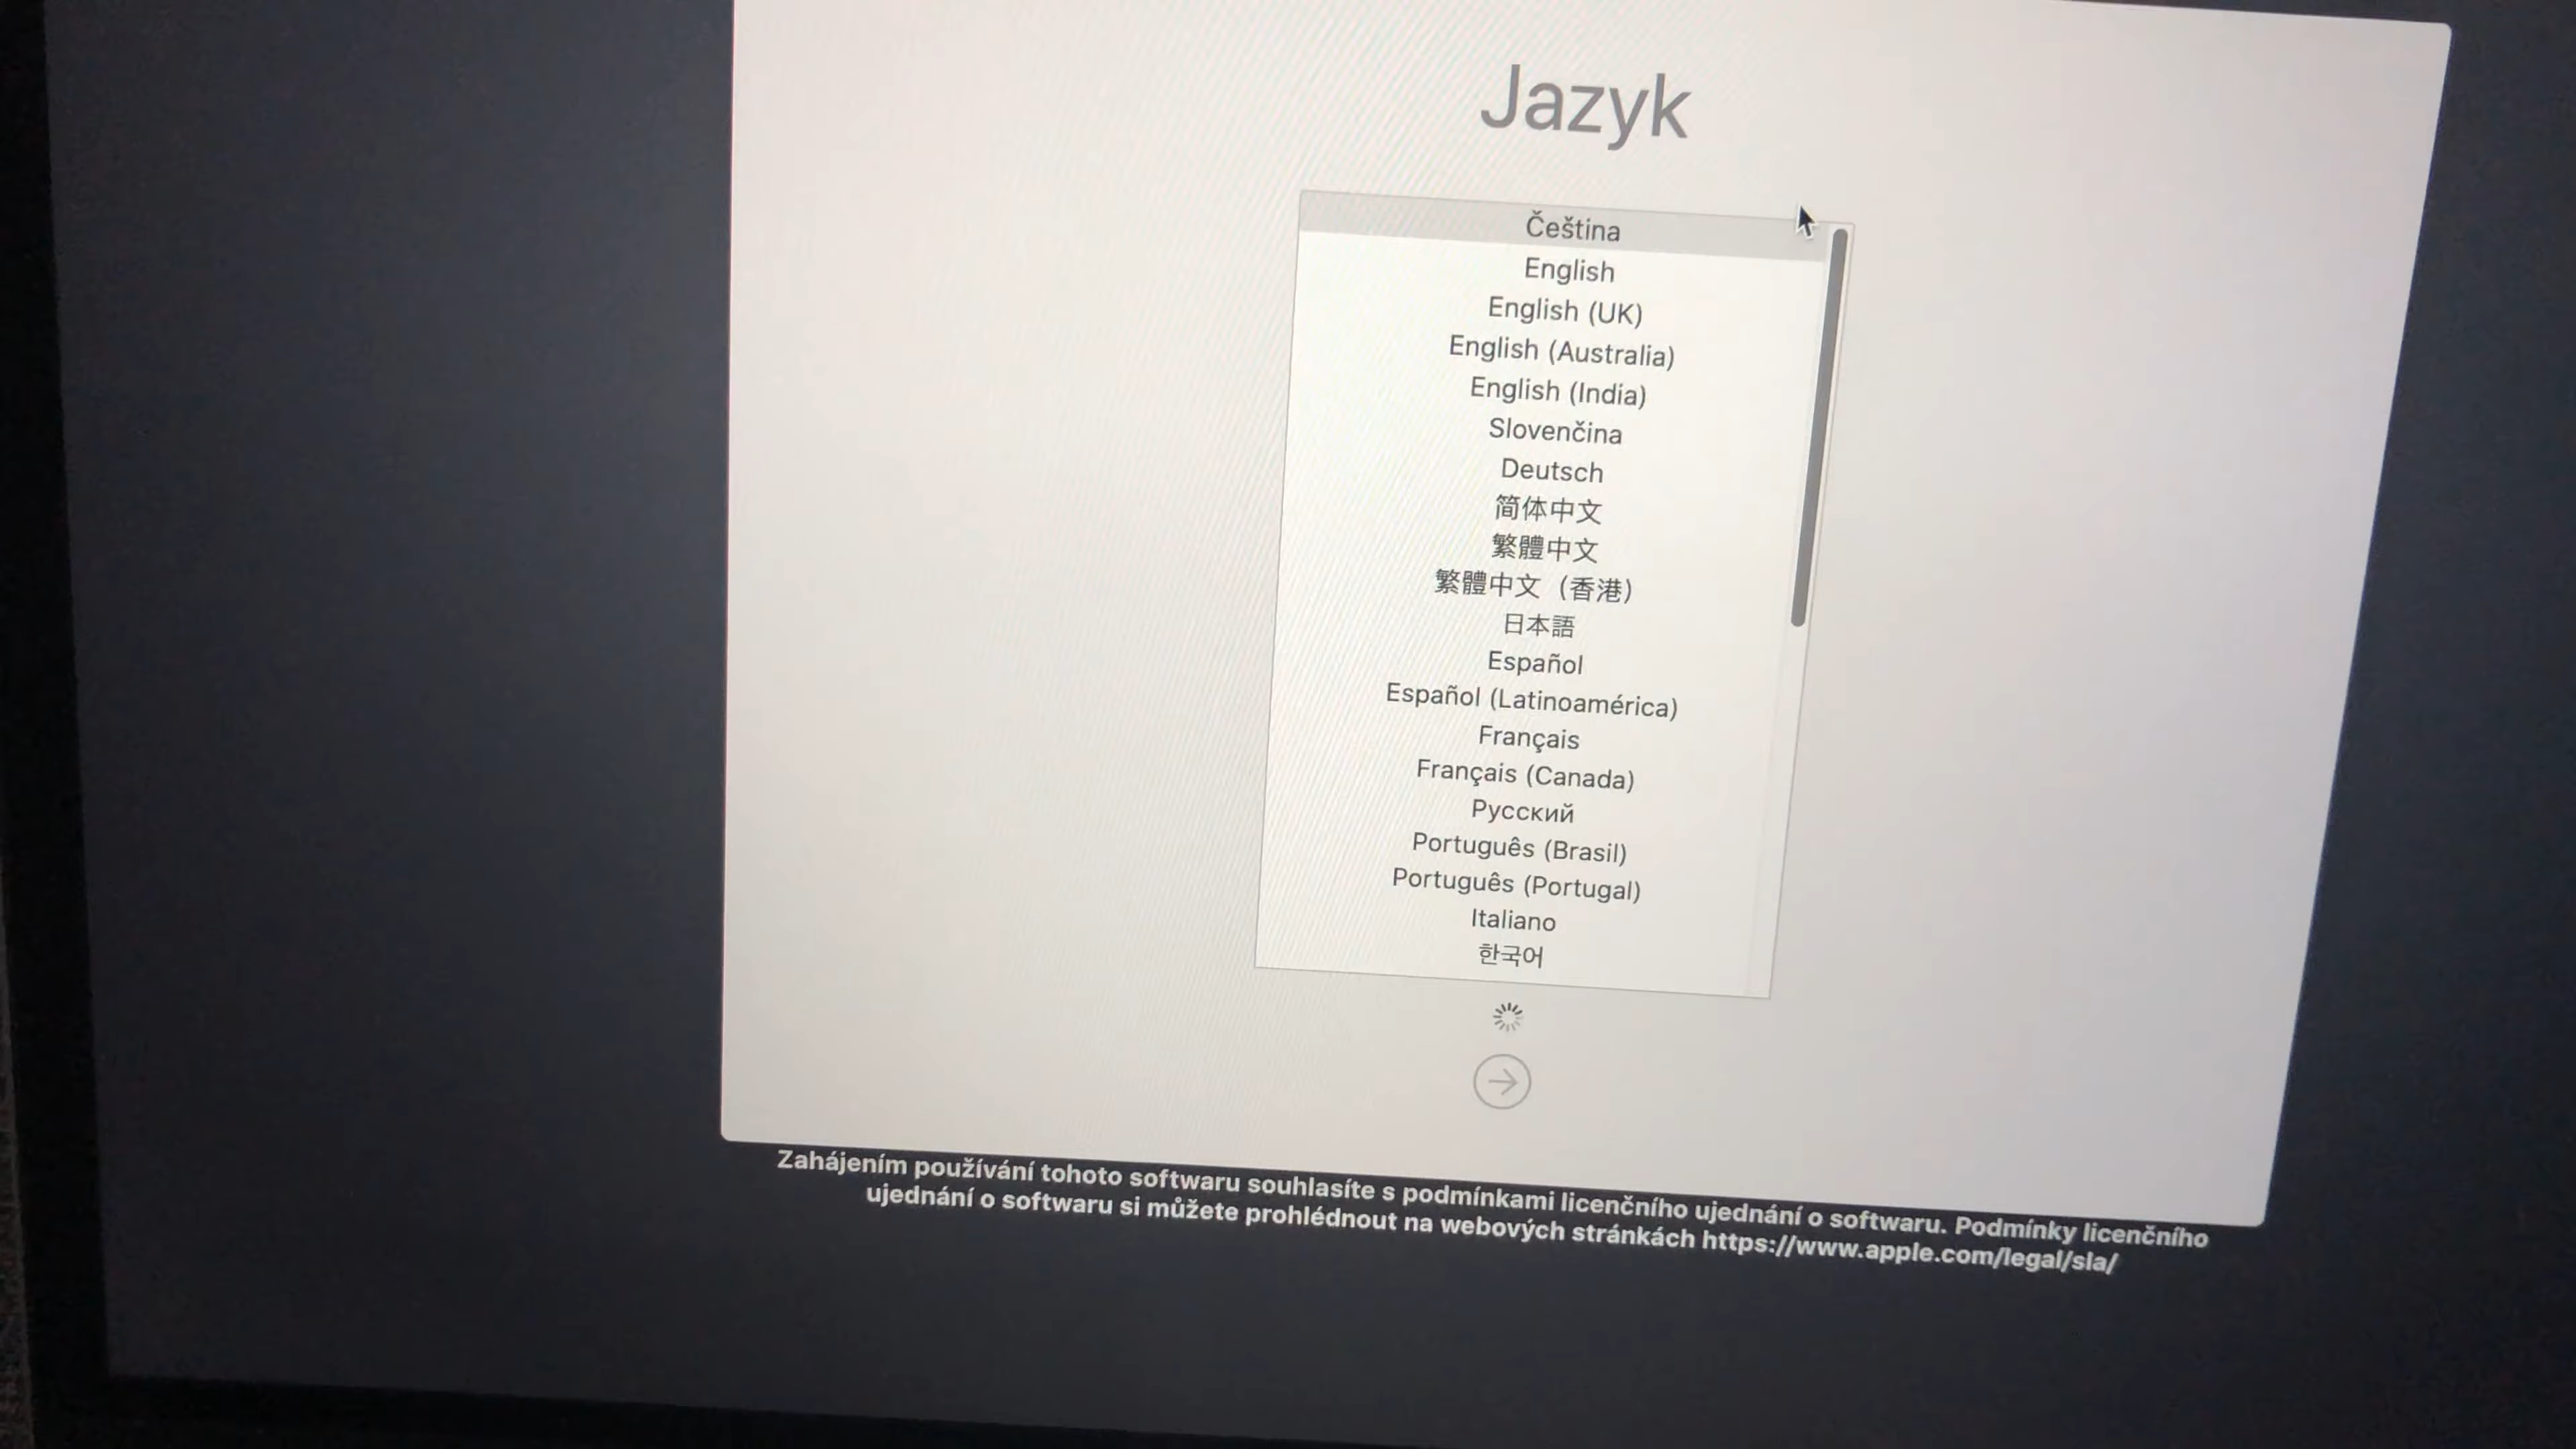 Jazyk
Čeština
English
English (UK)
English (Australia)
English (India)
Slovenčina
Deutsch
简体中文
繁體中文
繁體中文（香港）
日本語
Español
Español (Latinoamérica)
Français
Français (Canada)
Русский
Português (Brasil)
Português (Portugal)
Italiano
한국어
Zahájením používání tohoto softwaru souhlasíte s podmínkami licenčního ujednání o softwaru. Podmínky licenčního
ujednání o softwaru si můžete prohlédnout na webových stránkách https://www.apple.com/legal/sla/